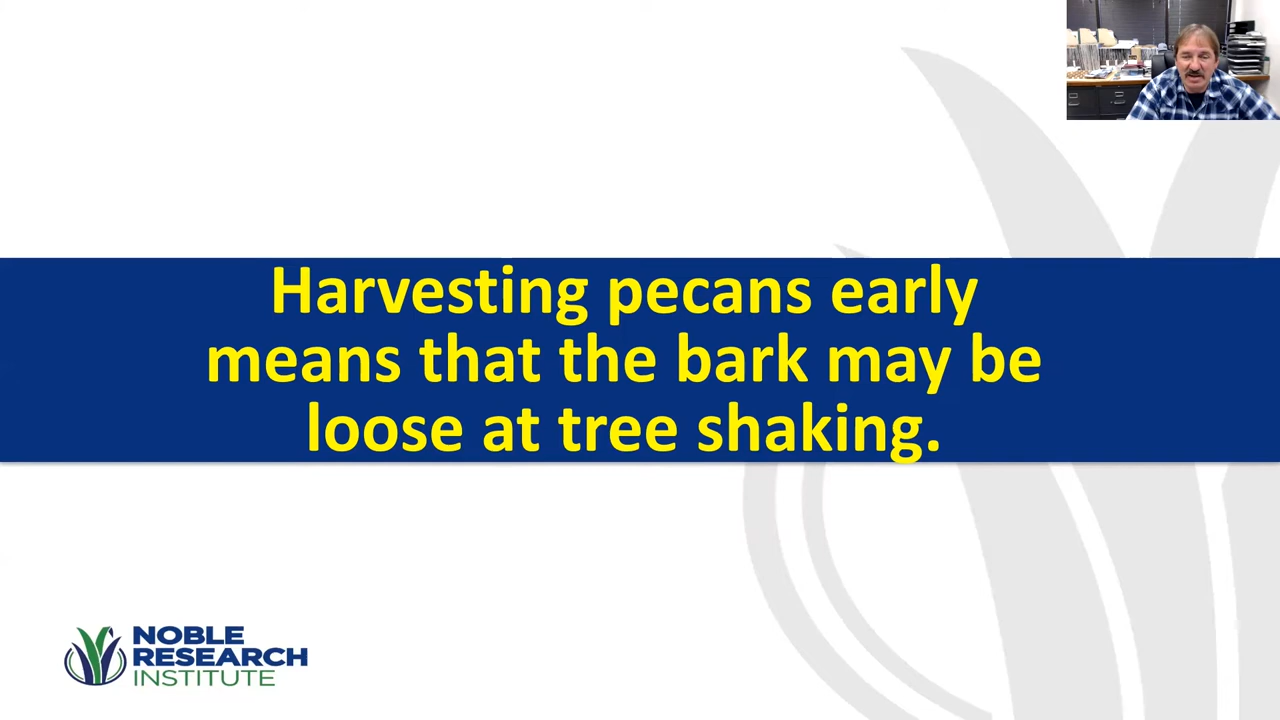 Harvesting pecans early
means that the bark may be
loose at tree shaking.
NOBLE
RESEARCH
INSTITUTE